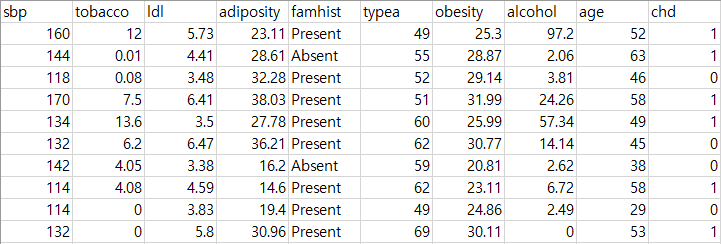 sbp tobacco ldl adiposity famhist typea obesity alcohol age chd
160 12 5.73 23.11 Present 49 25.3 97.2 52 1
144 0.01 4.41 28.61 Absent 55 28.87 2.06 63 1
118 0.08 3.48 32.28 Present 52 29.14 3.81 46 0
170 7.5 6.41 38.03 Present 51 31.99 24.26 58 1
134 13.6 3.5 27.78 Present 60 25.99 57.34 49 1
132 6.2 6.47 36.21 Present 62 30.77 14.14 45 0
142 4.05 3.38 16.2 Absent 59 20.81 2.62 38 0
114 4.08 4.59 14.6 Present 62 23.11 6.72 58 1
114 0 3.83 19.4 Present 49 24.86 2.49 29 0
132 0 5.8 30.96 Present 69 30.11 0 53 1